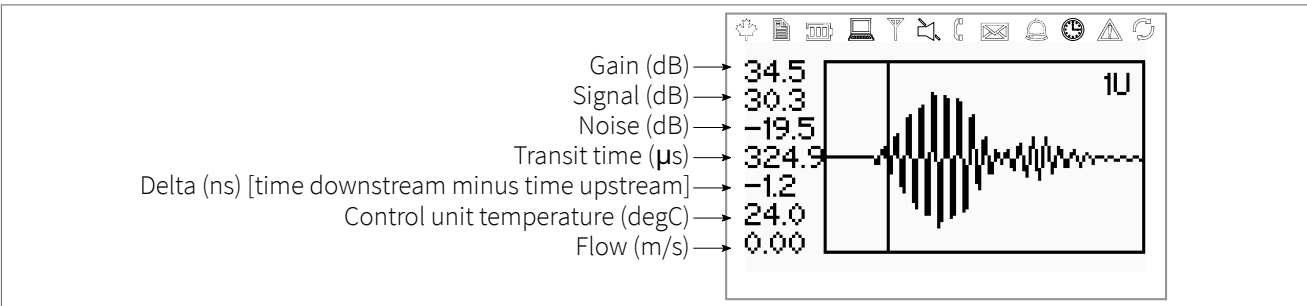 Gain (dB) 34.5 1U
Signal (dB) 30.3
Noise (dB) -19.5
Transit time (µs) 324.9
Delta (ns) [time downstream minus time upstream] -1.2
Control unit temperature (degC) 24.0
Flow (m/s) 0.00